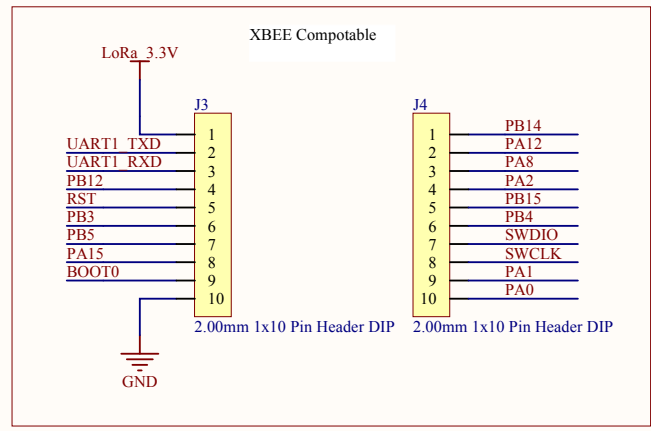 XBEE Compotable
LoRa_3.3V
J3
1
UART1_TXD 2
UART1_RXD 3
PB12 4
RST 5
PB3 6
PB5 7
PA15 8
BOOT0 9
10
2.00mm 1x10 Pin Header DIP
GND
J4
1 PB14
2 PA12
3 PA8
4 PA2
5 PB15
6 PB4
7 SWDIO
8 SWCLK
9 PA1
10 PA0
2.00mm 1x10 Pin Header DIP